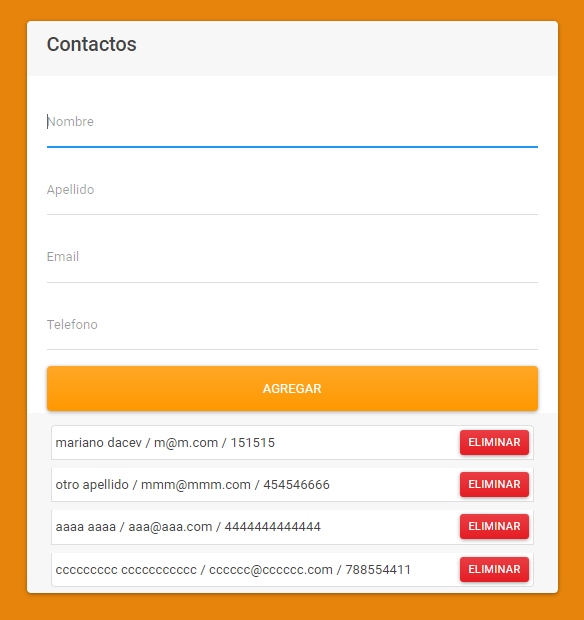 Contactos
Nombre
Apellido
Email
Telefono
AGREGAR
mariano dacev / m@m.com / 151515 ELIMINAR
otro apellido / mmm@mmm.com / 454546666 ELIMINAR
aaaa aaaa / aaa@aaa.com / 4444444444444 ELIMINAR
ccccccccc ccccccccccc / cccccc@cccccc.com / 788554411 ELIMINAR